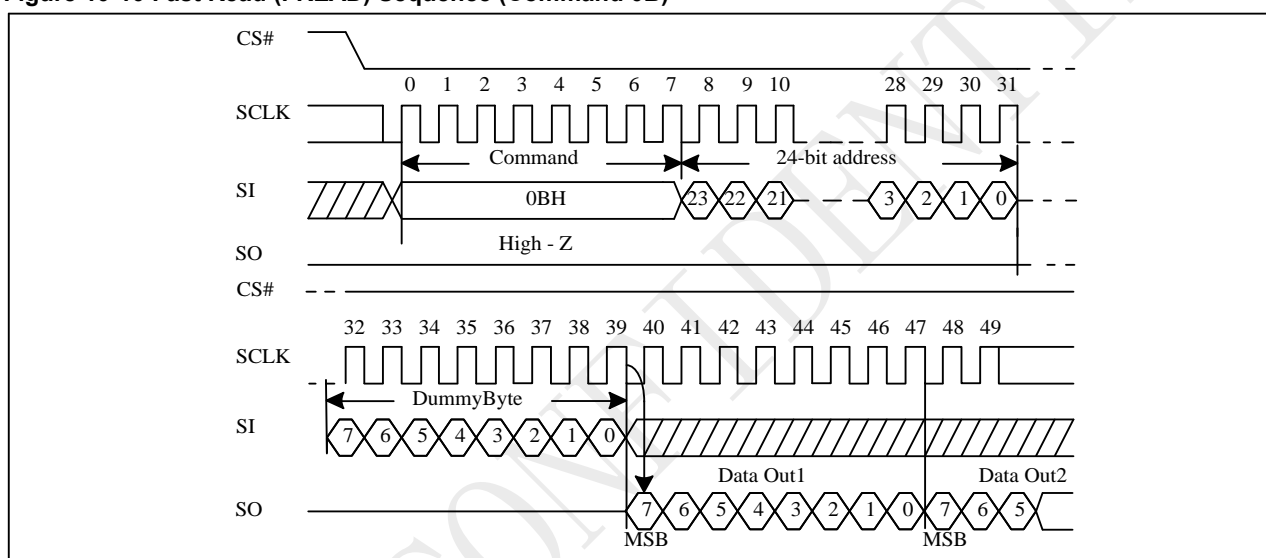 Figure 10-10 Fast Read (FREAD) Sequence (Command 0B)
CS#
0 1 2 3 4 5 6 7 8 9 10 28 29 30 31
SCLK
Command 24-bit address
SI 0BH 23 22 21 3 2 1 0
High - Z
SO
CS#
32 33 34 35 36 37 38 39 40 41 42 43 44 45 46 47 48 49
SCLK
DummyByte
SI 7 6 5 4 3 2 1 0
Data Out1 Data Out2
SO 7 6 5 4 3 2 1 0 7 6 5
MSB MSB